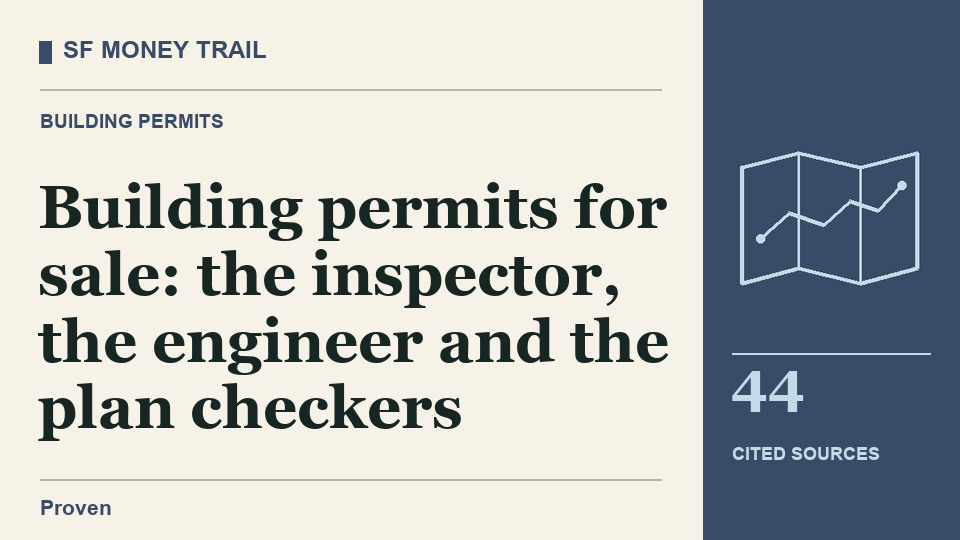 SF MONEY TRAIL
BUILDING PERMITS
Building permits for
sale: the inspector,
the engineer and the
plan checkers
Proven
44
CITED SOURCES